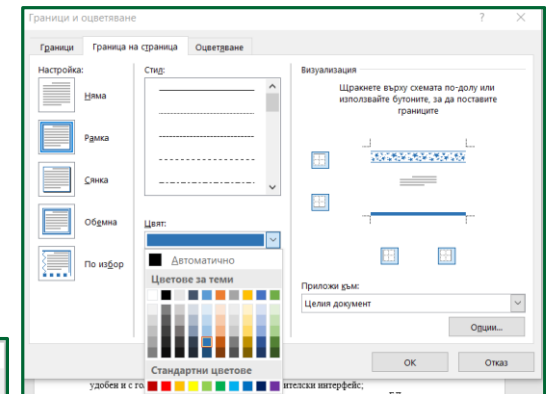 Граници и оцветяване
?
Граници Граница на страница Оцветяване
Настройка:
Няма
Рамка
Сянка
Обемна
По избор
Стил:
Цвят:
Автоматично
Цветове за теми
Стандартни цветове
Визуализация
Щракнете върху схемата по-долу или
използвайте бутоните, за да поставите
границите
Приложи към:
Целия документ
Опции...
OK Отказ
удобен и с
ителски интерфейс;